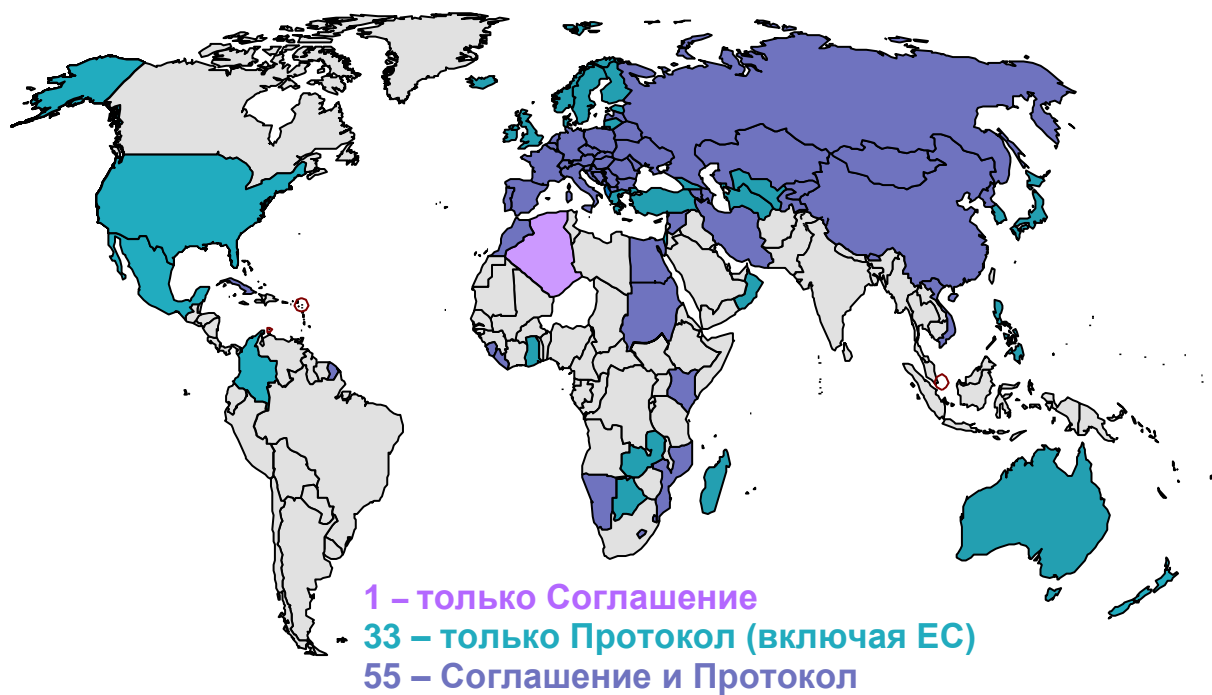 1 – только Соглашение
33 – только Протокол (включая ЕС)
55 – Соглашение и Протокол